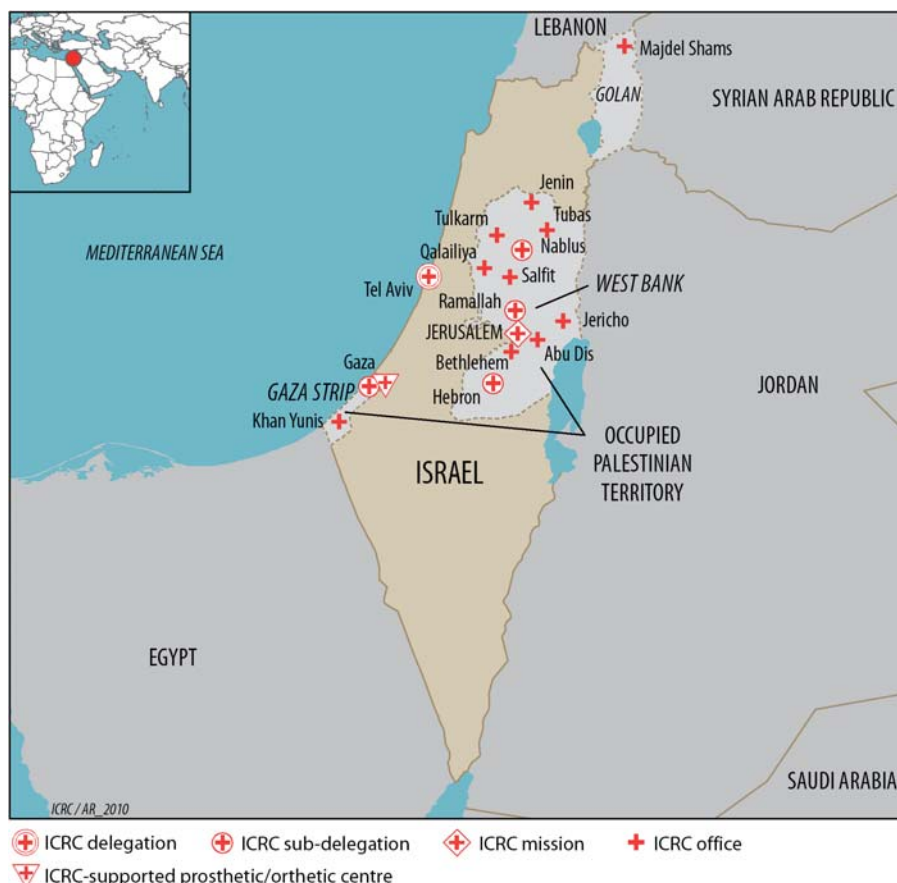 LEBANON
Majdel Shams
GOLAN
SYRIAN ARAB REPUBLIC
Jenin
Tubas
Tulkarm
MEDITERRANEAN SEA
Nablus
Qalailiya
Salfit
Tel Aviv
WEST BANK
Ramallah
Jericho
JERUSALEM
Abu Dis
Bethlehem
Gaza
GAZA STRIP
Hebron
JORDAN
Khan Yunis
OCCUPIED
PALESTINIAN
TERRITORY
ISRAEL
EGYPT
SAUDI ARABIA
ICRC / AR_2010
ICRC delegation
ICRC sub-delegation
ICRC mission
ICRC office
ICRC-supported prosthetic/orthetic centre